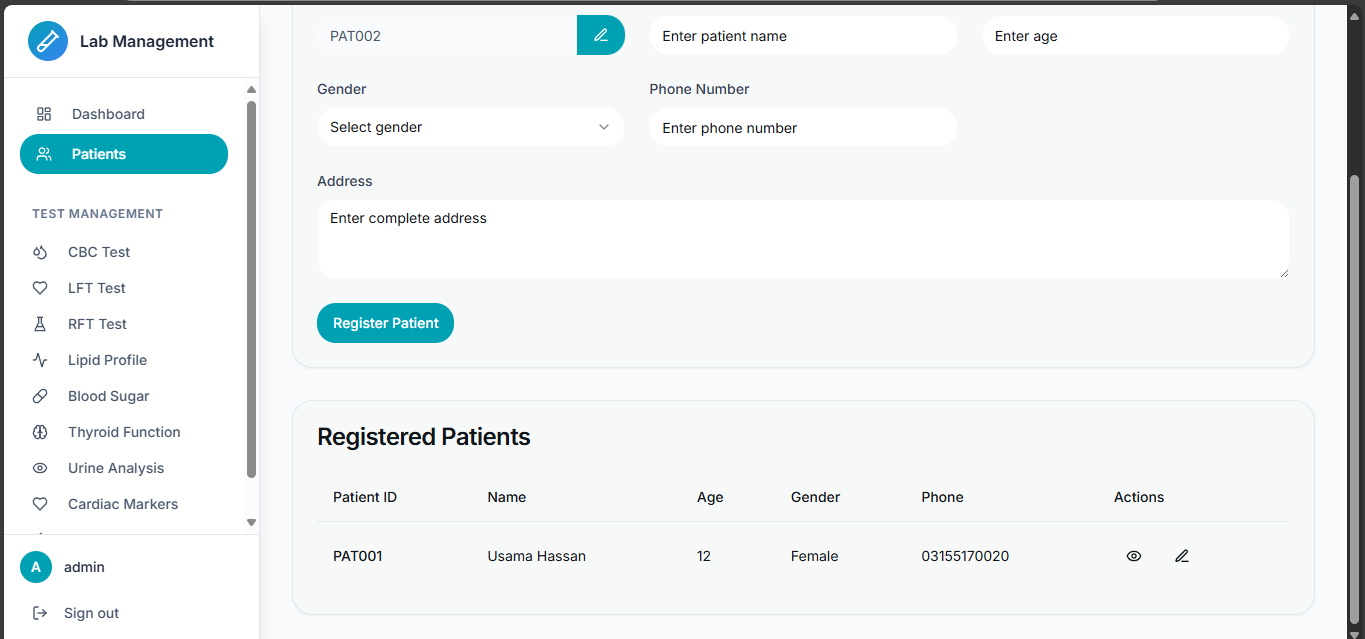 Lab Management
Dashboard
Patients
TEST MANAGEMENT
CBC Test
LFT Test
RFT Test
Lipid Profile
Blood Sugar
Thyroid Function
Urine Analysis
Cardiac Markers
A admin
Sign out
PAT002 Enter patient name Enter age
Gender Phone Number
Select gender Enter phone number
Address
Enter complete address
Register Patient
Registered Patients
Patient ID Name Age Gender Phone Actions
PAT001 Usama Hassan 12 Female 03155170020